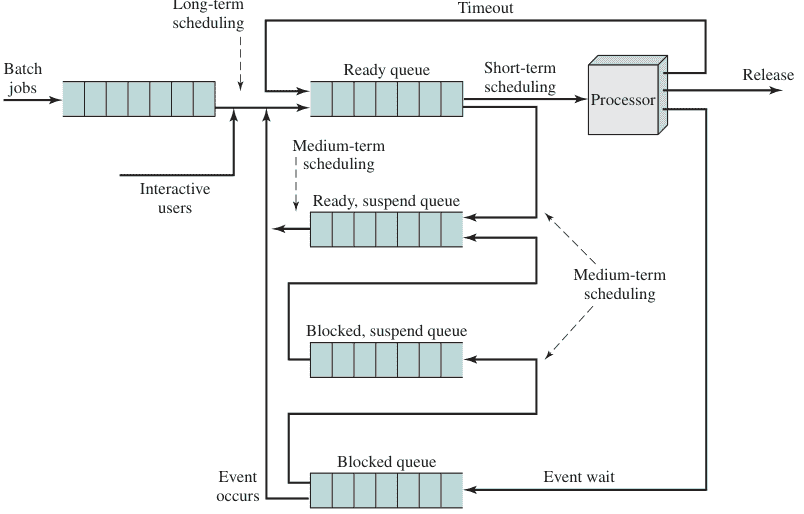 Long-term
scheduling
Timeout
Batch
jobs
Ready queue
Short-term
scheduling
Processor
Release
Medium-term
scheduling
Interactive
users
Ready, suspend queue
Medium-term
scheduling
Blocked, suspend queue
Blocked queue
Event
occurs
Event wait